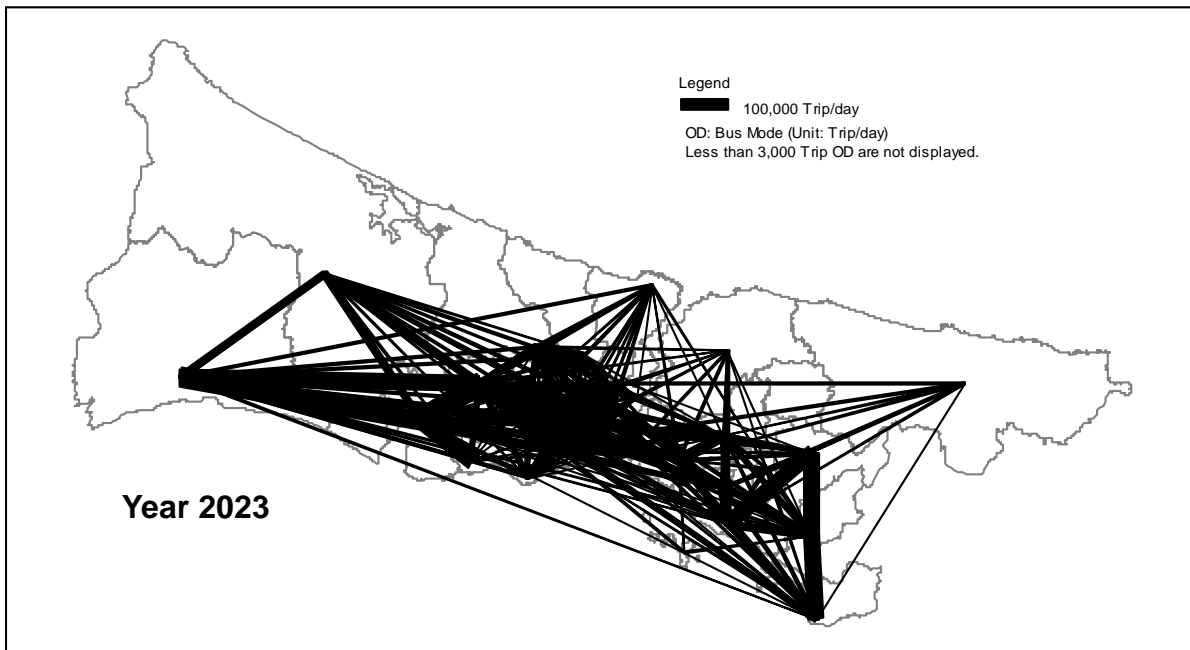 Legend
100,000 Trip/day
OD: Bus Mode (Unit: Trip/day)
Less than 3,000 Trip OD are not displayed.
Year 2023